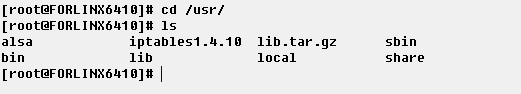 [root@FORLINX6410]# cd /usr/
[root@FORLINX6410]# ls
alsa iptables1.4.10 lib.tar.gz sbin
bin lib local share
[root@FORLINX6410]#